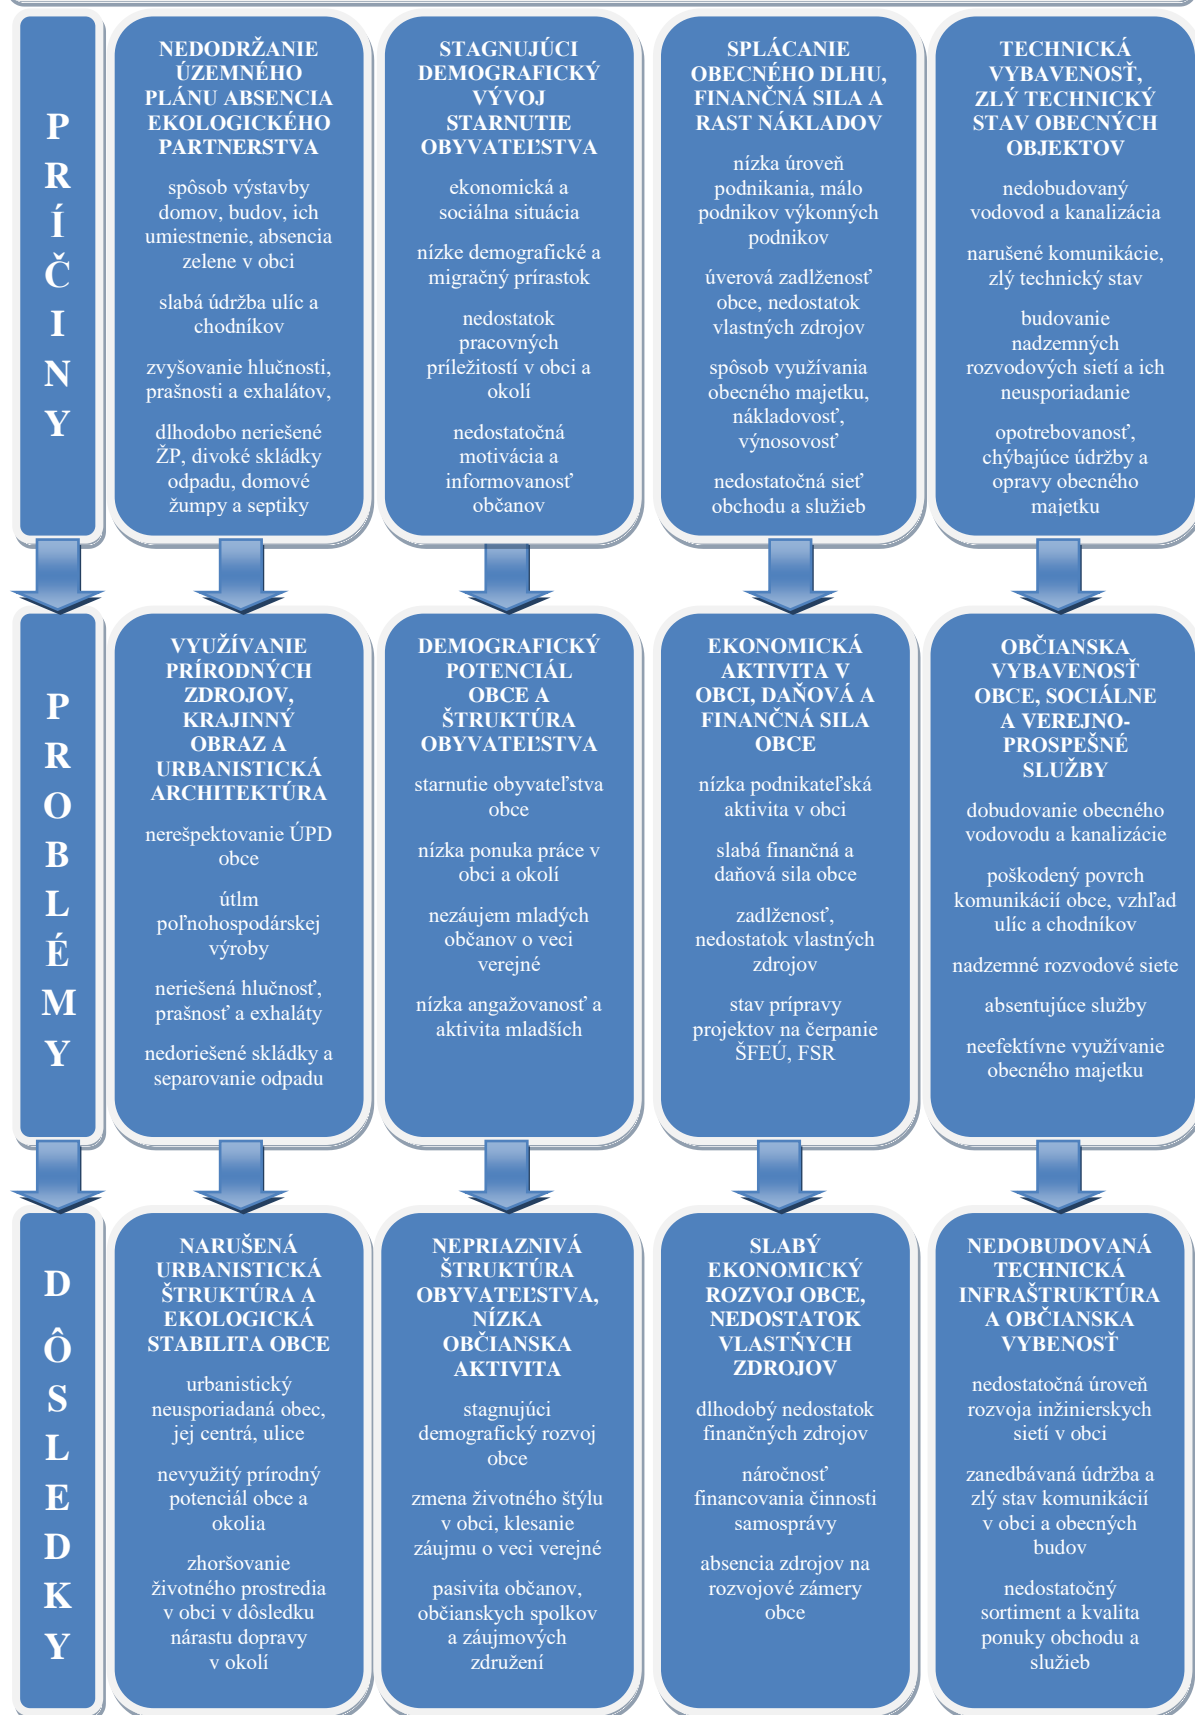 PRÍČINY
NEDODRŽANIE
ÚZEMNÉHO
PLÁNU ABSENCIA
EKOLOGICKÉHO
PARTNERSTVA
spôsob výstavby
domov, budov, ich
umiestnenie, absencia
zelene v obci
slabá údržba ulíc a
chodníkov
zvyšovanie hlučnosti,
prašnosti a exhalátov,
dlhodobo neriešené
ŽP, divoké skládky
odpadu, domové
žumpy a septiky
STAGNUJÚCI
DEMOGRAFICKÝ
VÝVOJ
STARNUTIE
OBYVATEĽSTVA
ekonomická a
sociálna situácia
nízke demografické a
migračný prírastok
nedostatok
pracovných
príležitostí v obci a
okolí
nedostatočná
motivácia a
informovanosť
občanov
SPLÁCANIE
OBECNÉHO DLHU,
FINANČNÁ SILA A
RAST NÁKLADOV
nízka úroveň
podnikania, málo
podnikov výkonných
podnikov
úverová zadlženosť
obce, nedostatok
vlastných zdrojov
spôsob využívania
obecného majetku,
nákladovosť,
výnosovosť
nedostatočná sieť
obchodu a služieb
TECHNICKÁ
VYBAVENOSŤ,
ZLÝ TECHNICKÝ
STAV OBECNÝCH
OBJEKTOV
nedobudovaný
vodovod a kanalizácia
narušené komunikácie,
zlý technický stav
budovanie
nadzemných
rozvodových sietí a ich
neusporiadanie
opotrebovanosť,
chýbajúce údržby a
opravy obecného
majetku
PROBLÉMY
VYUŽÍVANIE
PRÍRODNÝCH
ZDROJOV,
KRAJINNÝ
OBRAZ A
URBANISTICKÁ
ARCHITEKTÚRA
nerešpektovanie ÚPD
obce
útlm
poľnohospodárskej
výroby
neriešená hlučnosť,
prašnosť a exhaláty
nedoriešené skládky a
separovanie odpadu
DEMOGRAFICKÝ
POTENCIÁL
OBCE A
ŠTRUKTÚRA
OBYVATEĽSTVA
starnutie obyvateľstva
obce
nízka ponuka práce v
obci a okolí
nezáujem mladých
občanov o veci
verejné
nízka angažovanosť a
aktivita mladších
EKONOMICKÁ
AKTIVITA V
OBCI, DAŇOVÁ A
FINANČNÁ SILA
OBCE
nízka podnikateľská
aktivita v obci
slabá finančná a
daňová sila obce
zadlženosť,
nedostatok vlastných
zdrojov
stav prípravy
projektov na čerpanie
ŠFEÚ, FSR
OBČIANSKA
VYBAVENOSŤ
OBCE, SOCIÁLNE
A VEREJNO-
PROSPEŠNÉ
SLUŽBY
dobudovanie obecného
vodovodu a kanalizácie
poškodený povrch
komunikácií obce, vzhľad
ulíc a chodníkov
nadzemné rozvodové siete
absentujúce služby
neefektívne využívanie
obecného majetku
DÔSLEDKY
NARUŠENÁ
URBANISTICKÁ
ŠTRUKTÚRA A
EKOLOGICKÁ
STABILITA OBCE
urbanistický
neusporiadaná obec,
jej centrá, ulice
nevyužitý prírodný
potenciál obce a
okolia
zhoršovanie
životného prostredia
v obci v dôsledku
nárastu dopravy
v okolí
NEPRIAZNIVÁ
ŠTRUKTÚRA
OBYVATEĽSTVA,
NÍZKA
OBČIANSKA
AKTIVITA
stagnujúci
demografický rozvoj
obce
zmena životného štýlu
v obci, klesanie
záujmu o veci verejné
pasivita občanov,
občianskych spolkov
a záujmových
združení
SLABÝ
EKONOMICKÝ
ROZVOJ OBCE,
NEDOSTATOK
VLASTŃÝCH
ZDROJOV
dlhodobý nedostatok
finančných zdrojov
náročnosť
financovania činnosti
samosprávy
absencia zdrojov na
rozvojové zámery
obce
NEDOBUDOVANÁ
TECHNICKÁ
INFRAŠTRUKTÚRA
A OBČIANSKA
VYBENOSŤ
nedostatočná úroveň
rozvoja inžinierskych
sietí v obci
zanedbávaná údržba a
zlý stav komunikácií
v obci a obecných
budov
nedostatočný
sortiment a kvalita
ponuky obchodu a
služieb